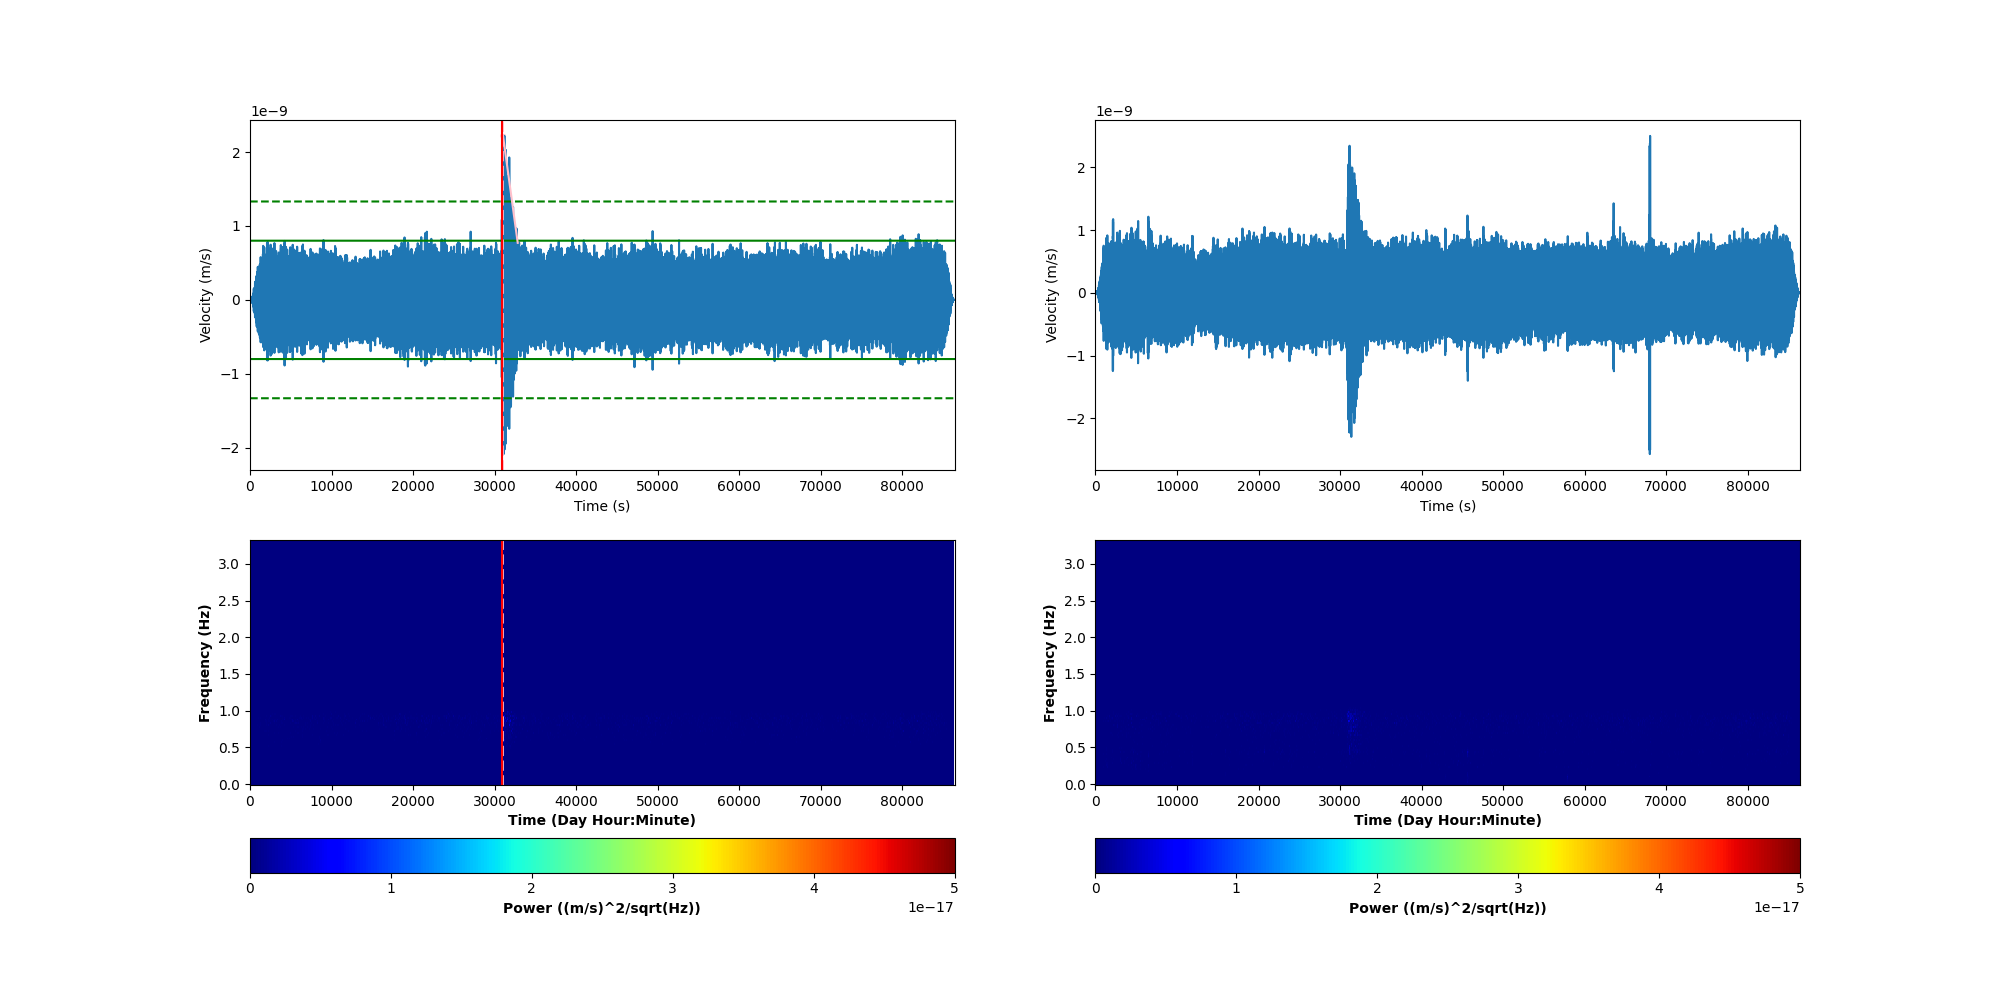 1e−9
2
1
0
−1
−2
Velocity (m/s)
0 10000 20000 30000 40000 50000 60000 70000 80000
Time (s)
1e−9
2
1
0
−1
−2
Velocity (m/s)
0 10000 20000 30000 40000 50000 60000 70000 80000
Time (s)
3.0
2.5
2.0
1.5
1.0
0.5
0.0
Frequency (Hz)
0 10000 20000 30000 40000 50000 60000 70000 80000
Time (Day Hour:Minute)
3.0
2.5
2.0
1.5
1.0
0.5
0.0
Frequency (Hz)
0 10000 20000 30000 40000 50000 60000 70000 80000
Time (Day Hour:Minute)
0 1 2 3 4 5
Power ((m/s)^2/sqrt(Hz))
1e−17
0 1 2 3 4 5
Power ((m/s)^2/sqrt(Hz))
1e−17